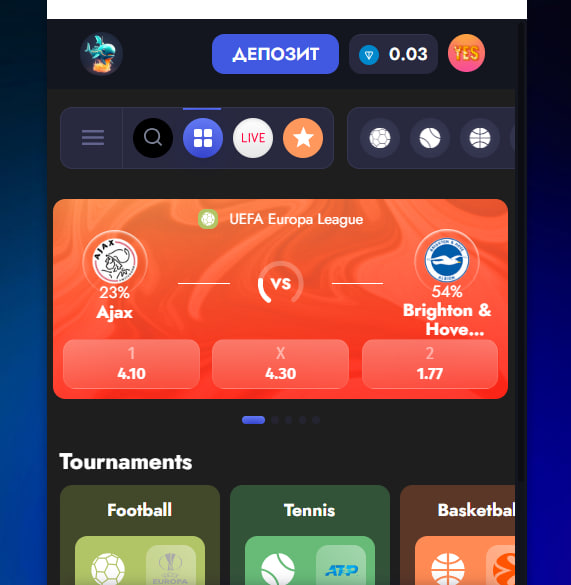 ДЕПОЗИТ
0.03
YES
LIVE
UEFA Europa League
AJAX
23%
Ajax
VS
54%
Brighton &
Hove...
1
4.10
X
4.30
2
1.77
Tournaments
Football
Tennis
Basketbal
EUROPA
ATP